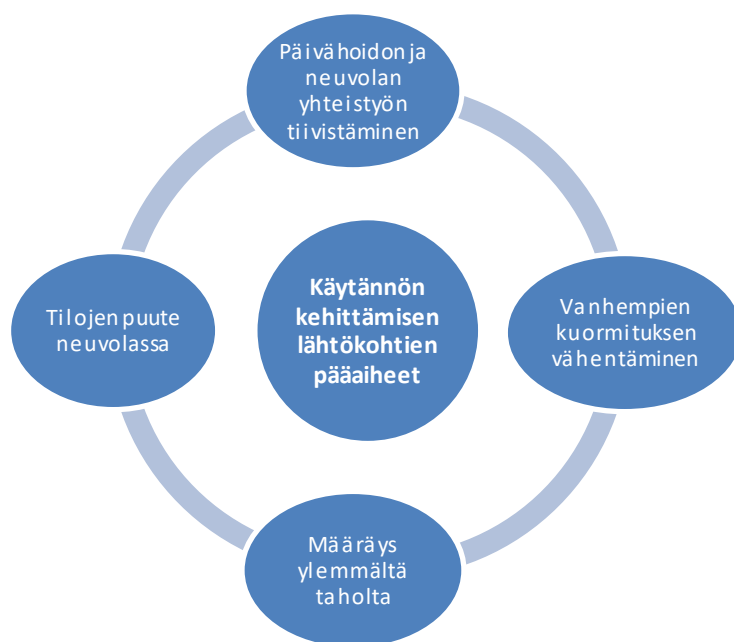 Päivähoidon ja
neuvolan
yhteistyön
tiivistäminen
Tilojen puute
neuvolassa
Käytännön
kehittämisen
lähtökohtien
pääaiheet
Vanhempien
kuormituksen
vähentäminen
Määräys
ylemmältä
taholta